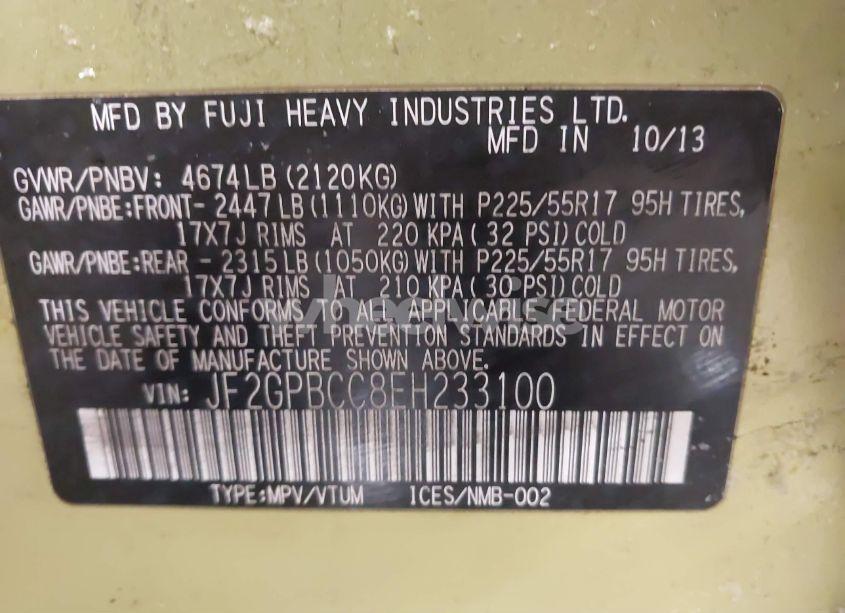 MFD BY FUJI HEAVY INDUSTRIES LTD.
MFD IN 10/13
GVWR/PNBV: 4674LB (2120KG)
GAWR/PNBE:FRONT- 2447LB(1110KG)WITH P225/55R17 95H TIRES,
17X7J RIMS AT 220 KPA( 32 PSI)COLD
GAWR/PNBE:REAR - 2315LB(1050KG)WITH P225/55R17 95H TIRES,
17X7J RIMS AT 210 KPA( 30 PSI)COLD
THIS VEHICLE CONFORMS TO ALL APPLICABLE FEDERAL MOTOR
VEHICLE SAFETY AND THEFT PREVENTION STANDARDS IN EFFECT ON
THE DATE OF MANUFACTURE SHOWN ABOVE.
VIN: JF2GPBCC8EH233100
TYPE:MPV/VTUM ICES/NMB-002